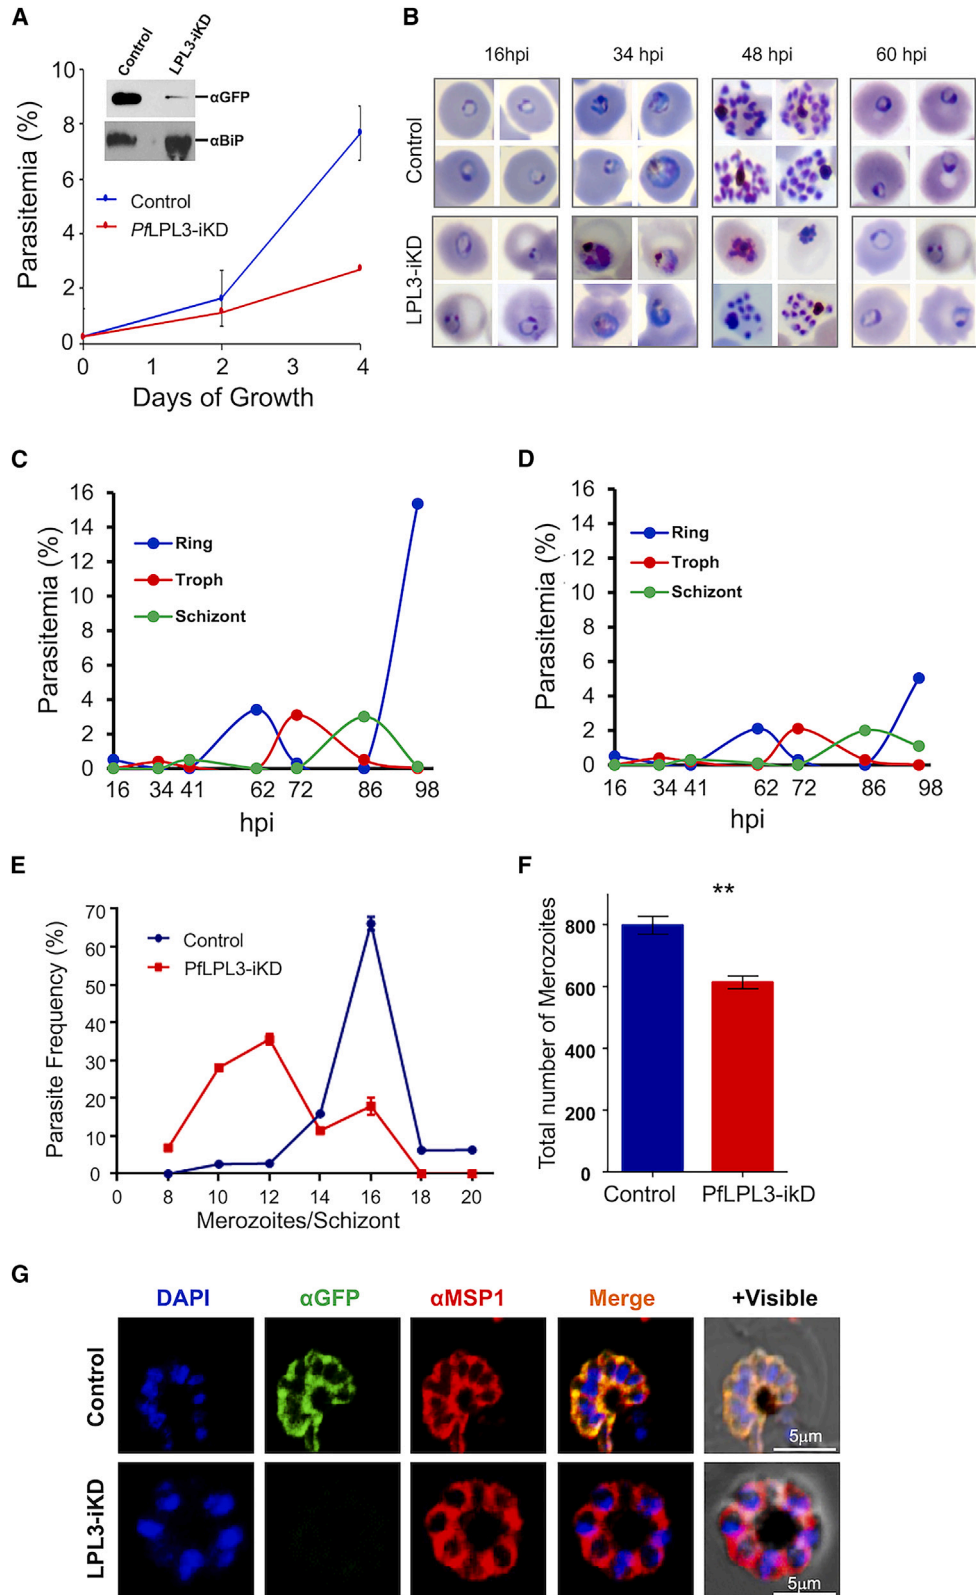 A
Control
LPL3-iKD
αGFP
αBiP
Control
PfLPL3-iKD
Parasitemia (%)
10
8
6
4
2
0
0
1
2
3
4
Days of Growth
B
16hpi
34 hpi
48 hpi
60 hpi
Control
LPL3-iKD
C
Parasitemia (%)
16
14
12
10
8
6
4
2
0
Ring
Troph
Schizont
16
34
41
62
72
86
98
hpi
D
Parasitemia (%)
16
14
12
10
8
6
4
2
0
Ring
Troph
Schizont
16
34
41
62
72
86
98
hpi
E
Parasite Frequency (%)
70
60
50
40
30
20
10
0
Control
PfLPL3-iKD
0
8
10
12
14
16
18
20
Merozoites/Schizont
F
**
Total number of Merozoites
800
600
400
200
0
Control
PfLPL3-ikD
G
DAPI
αGFP
αMSP1
Merge
+Visible
Control
5μm
LPL3-iKD
5μm